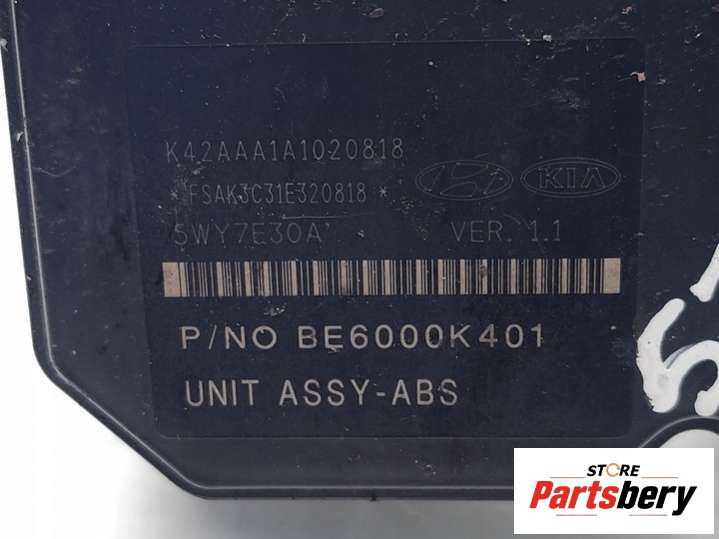 K42AAA1A1020818
*FSAK3C31E320818*
KIA
5WY7E30A VER. 1.1
P/NO BE6000K401
UNIT ASSY-ABS
STORE
Partsbery